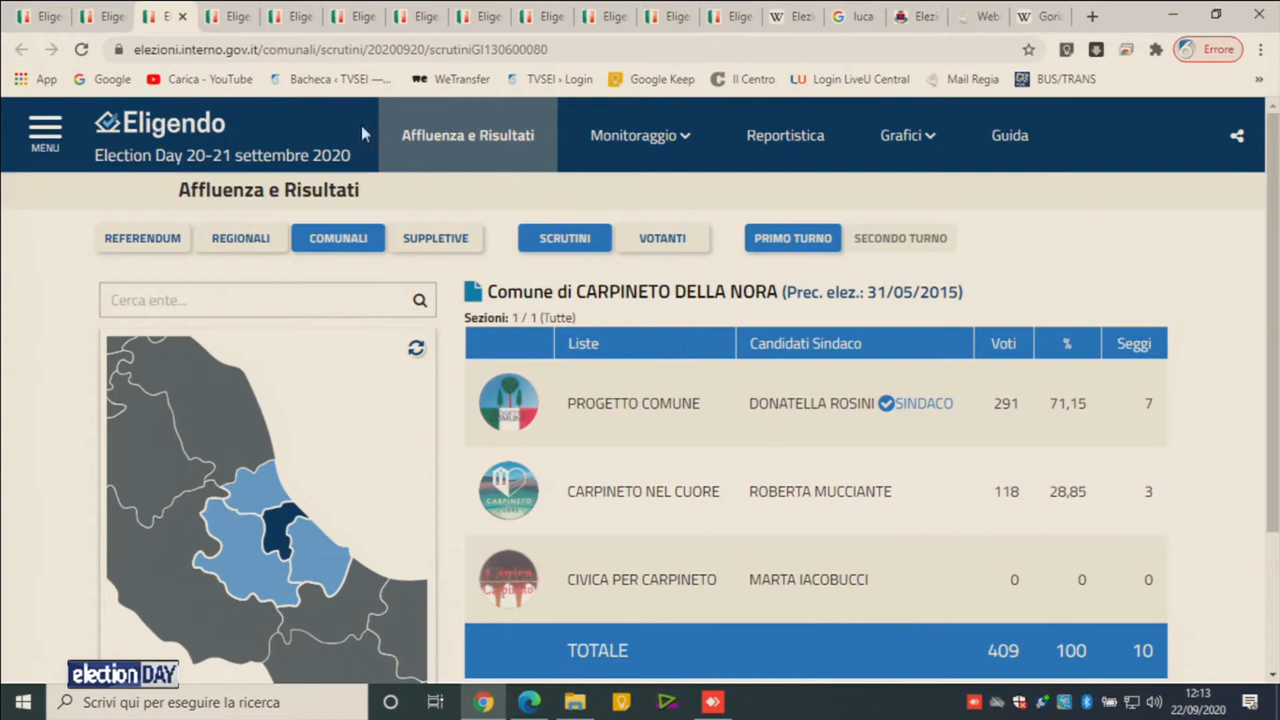 Elige
Elige
E
Elige
Elige
Elige
Elige
Elige
Elige
Elige
Elige
Elige
Elezi
luca
Elezi
Web
Goria
elezioni.interno.gov.it/comunali/scrutini/20200920/scrutiniGI130600080
Errore
App
Google
Carica - YouTube
Bacheca ‹ TVSEI —...
WeTransfer
TVSEI › Login
Google Keep
Il Centro
LU Login LiveU Central
Mail Regia
BUS/TRANS
»
MENU
Eligendo
Election Day 20-21 settembre 2020
Affluenza e Risultati
Monitoraggio
Reportistica
Grafici
Guida
Affluenza e Risultati
REFERENDUM
REGIONALI
COMUNALI
SUPPLETIVE
SCRUTINI
VOTANTI
PRIMO TURNO
SECONDO TURNO
Cerca ente...
Comune di CARPINETO DELLA NORA (Prec. elez.: 31/05/2015)
Sezioni: 1 / 1 (Tutte)
Liste Candidati Sindaco Voti % Seggi
PROGETTO COMUNE DONATELLA ROSINI SINDACO 291 71,15 7
CARPINETO
CARPINETO NEL CUORE ROBERTA MUCCIANTE 118 28,85 3
Civica
Carpineto
CIVICA PER CARPINETO MARTA IACOBUCCI 0 0 0
TOTALE 409 100 10
election DAY
Scrivi qui per eseguire la ricerca
12:13
22/09/2020